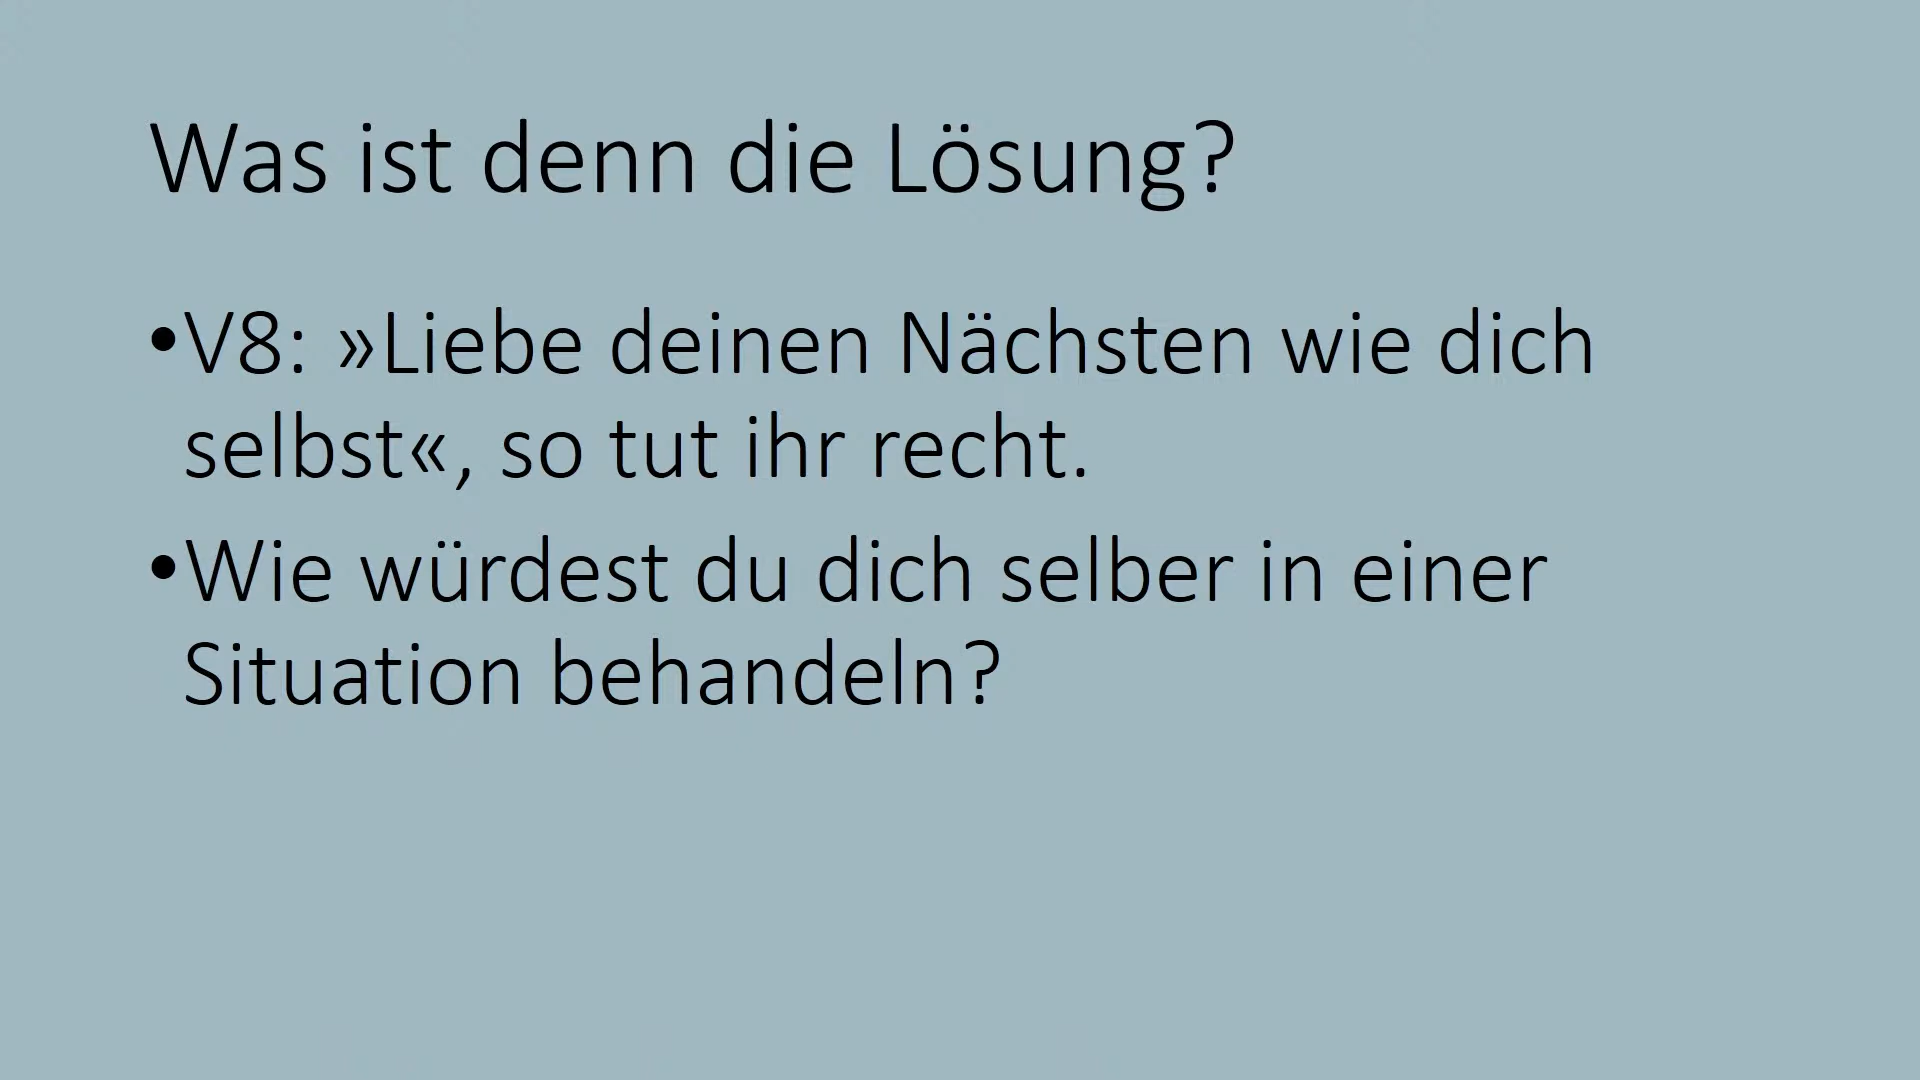 Was ist denn die Lösung?
•V8: »Liebe deinen Nächsten wie dich
selbst«, so tut ihr recht.
•Wie würdest du dich selber in einer
Situation behandeln?